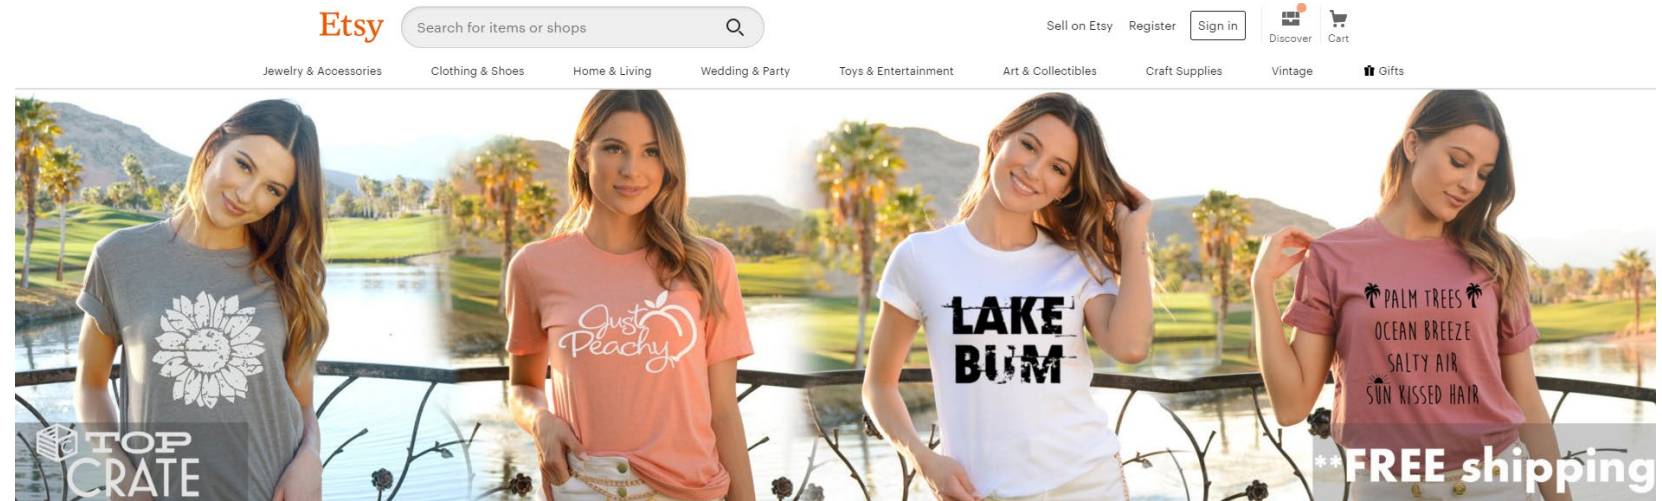 Etsy
Search for items or shops
Sell on Etsy Register Sign in Discover Cart
Jewelry & Accessories Clothing & Shoes Home & Living Wedding & Party Toys & Entertainment Art & Collectibles Craft Supplies Vintage Gifts
Just
Peachy
LAKE
BUM
PALM TREES
OCEAN BREEZE
SALTY AIR
SUN KISSED HAIR
TOP
CRATE
**FREE shipping